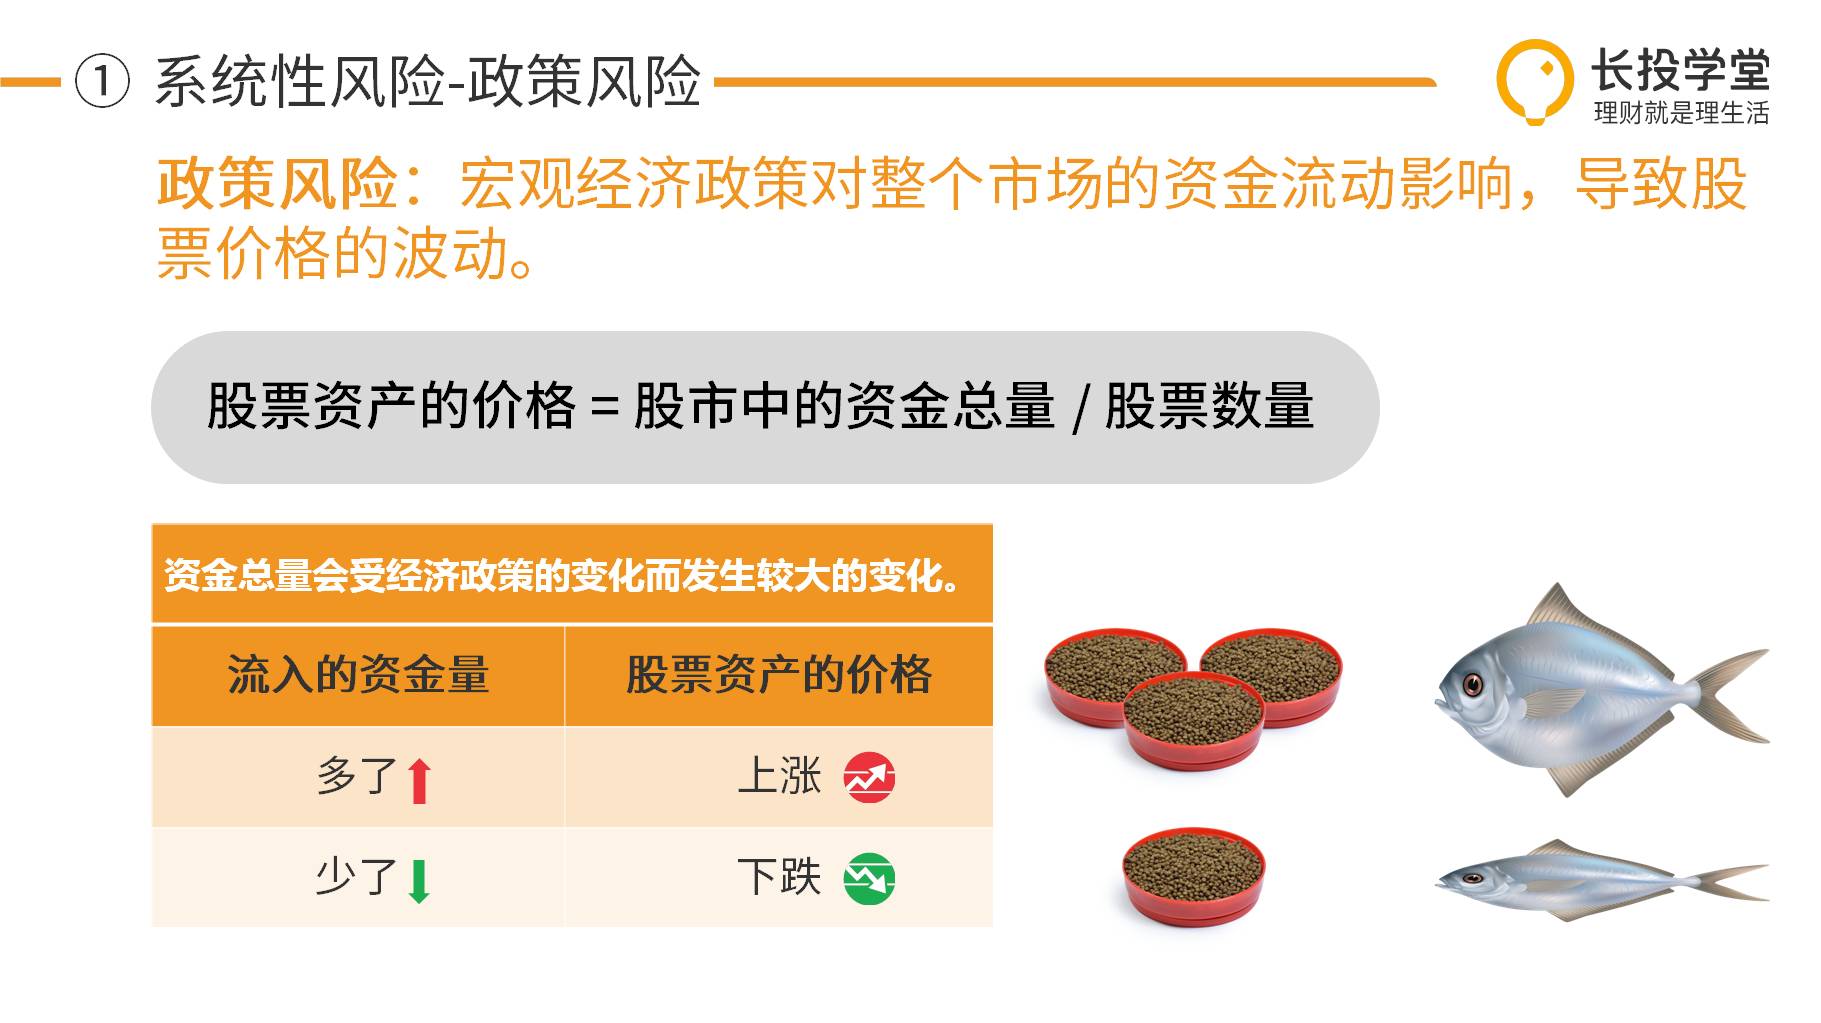 ① 系统性风险-政策风险
长投学堂
理财就是理生活
政策风险：宏观经济政策对整个市场的资金流动影响，导致股
票价格的波动。
股票资产的价格 = 股市中的资金总量 / 股票数量
资金总量会受经济政策的变化而发生较大的变化。
流入的资金量 股票资产的价格
多了 上涨
少了 下跌